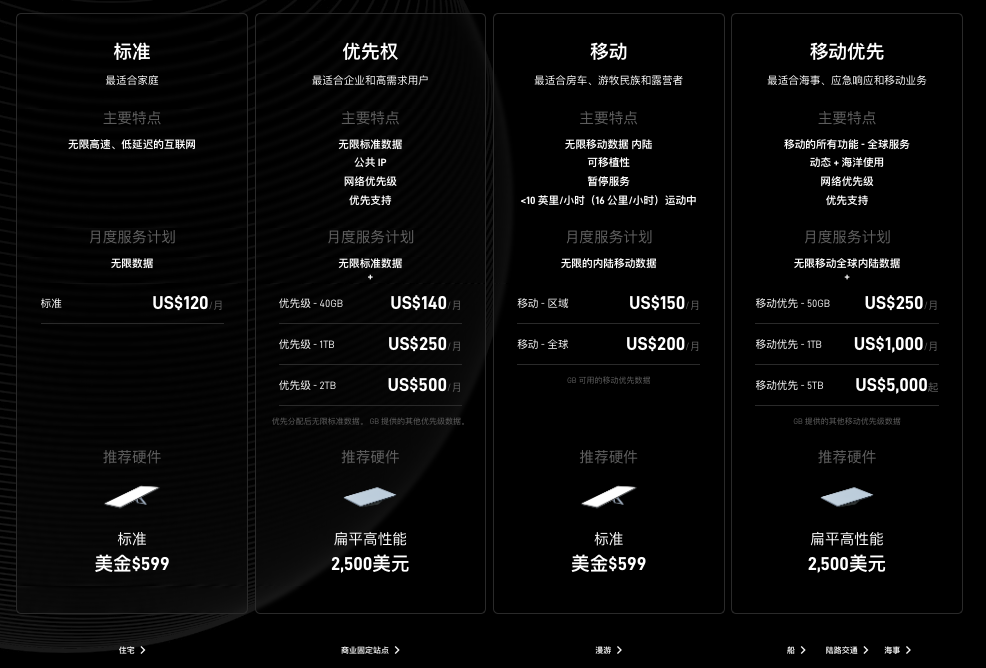 标准
最适合家庭
主要特点
无限高速、低延迟的互联网
月度服务计划
无限数据
标准 US$120/月
推荐硬件
标准
美金$599
优先权
最适合企业和高需求用户
主要特点
无限标准数据
公共 IP
网络优先级
优先支持
月度服务计划
无限标准数据
+
优先级 - 40GB US$140/月
优先级 - 1TB US$250/月
优先级 - 2TB US$500/月
优先分配后无限标准数据。 GB 提供的其他优先级数据。
推荐硬件
扁平高性能
2,500美元
移动
最适合房车、游牧民族和露营者
主要特点
无限移动数据 内陆
可移植性
暂停服务
<10 英里/小时（16 公里/小时）运动中
月度服务计划
无限的内陆移动数据
移动 - 区域 US$150/月
移动 - 全球 US$200/月
GB 可用的移动优先数据
推荐硬件
标准
美金$599
移动优先
最适合海事、应急响应和移动业务
主要特点
移动的所有功能 - 全球服务
动态 + 海洋使用
网络优先级
优先支持
月度服务计划
无限移动全球内陆数据
+
移动优先 - 50GB US$250/月
移动优先 - 1TB US$1,000/月
移动优先 - 5TB US$5,000起
GB 提供的其他移动优先级数据
推荐硬件
扁平高性能
2,500美元
住宅 商业固定站点 漫游 船 陆路交通 海事